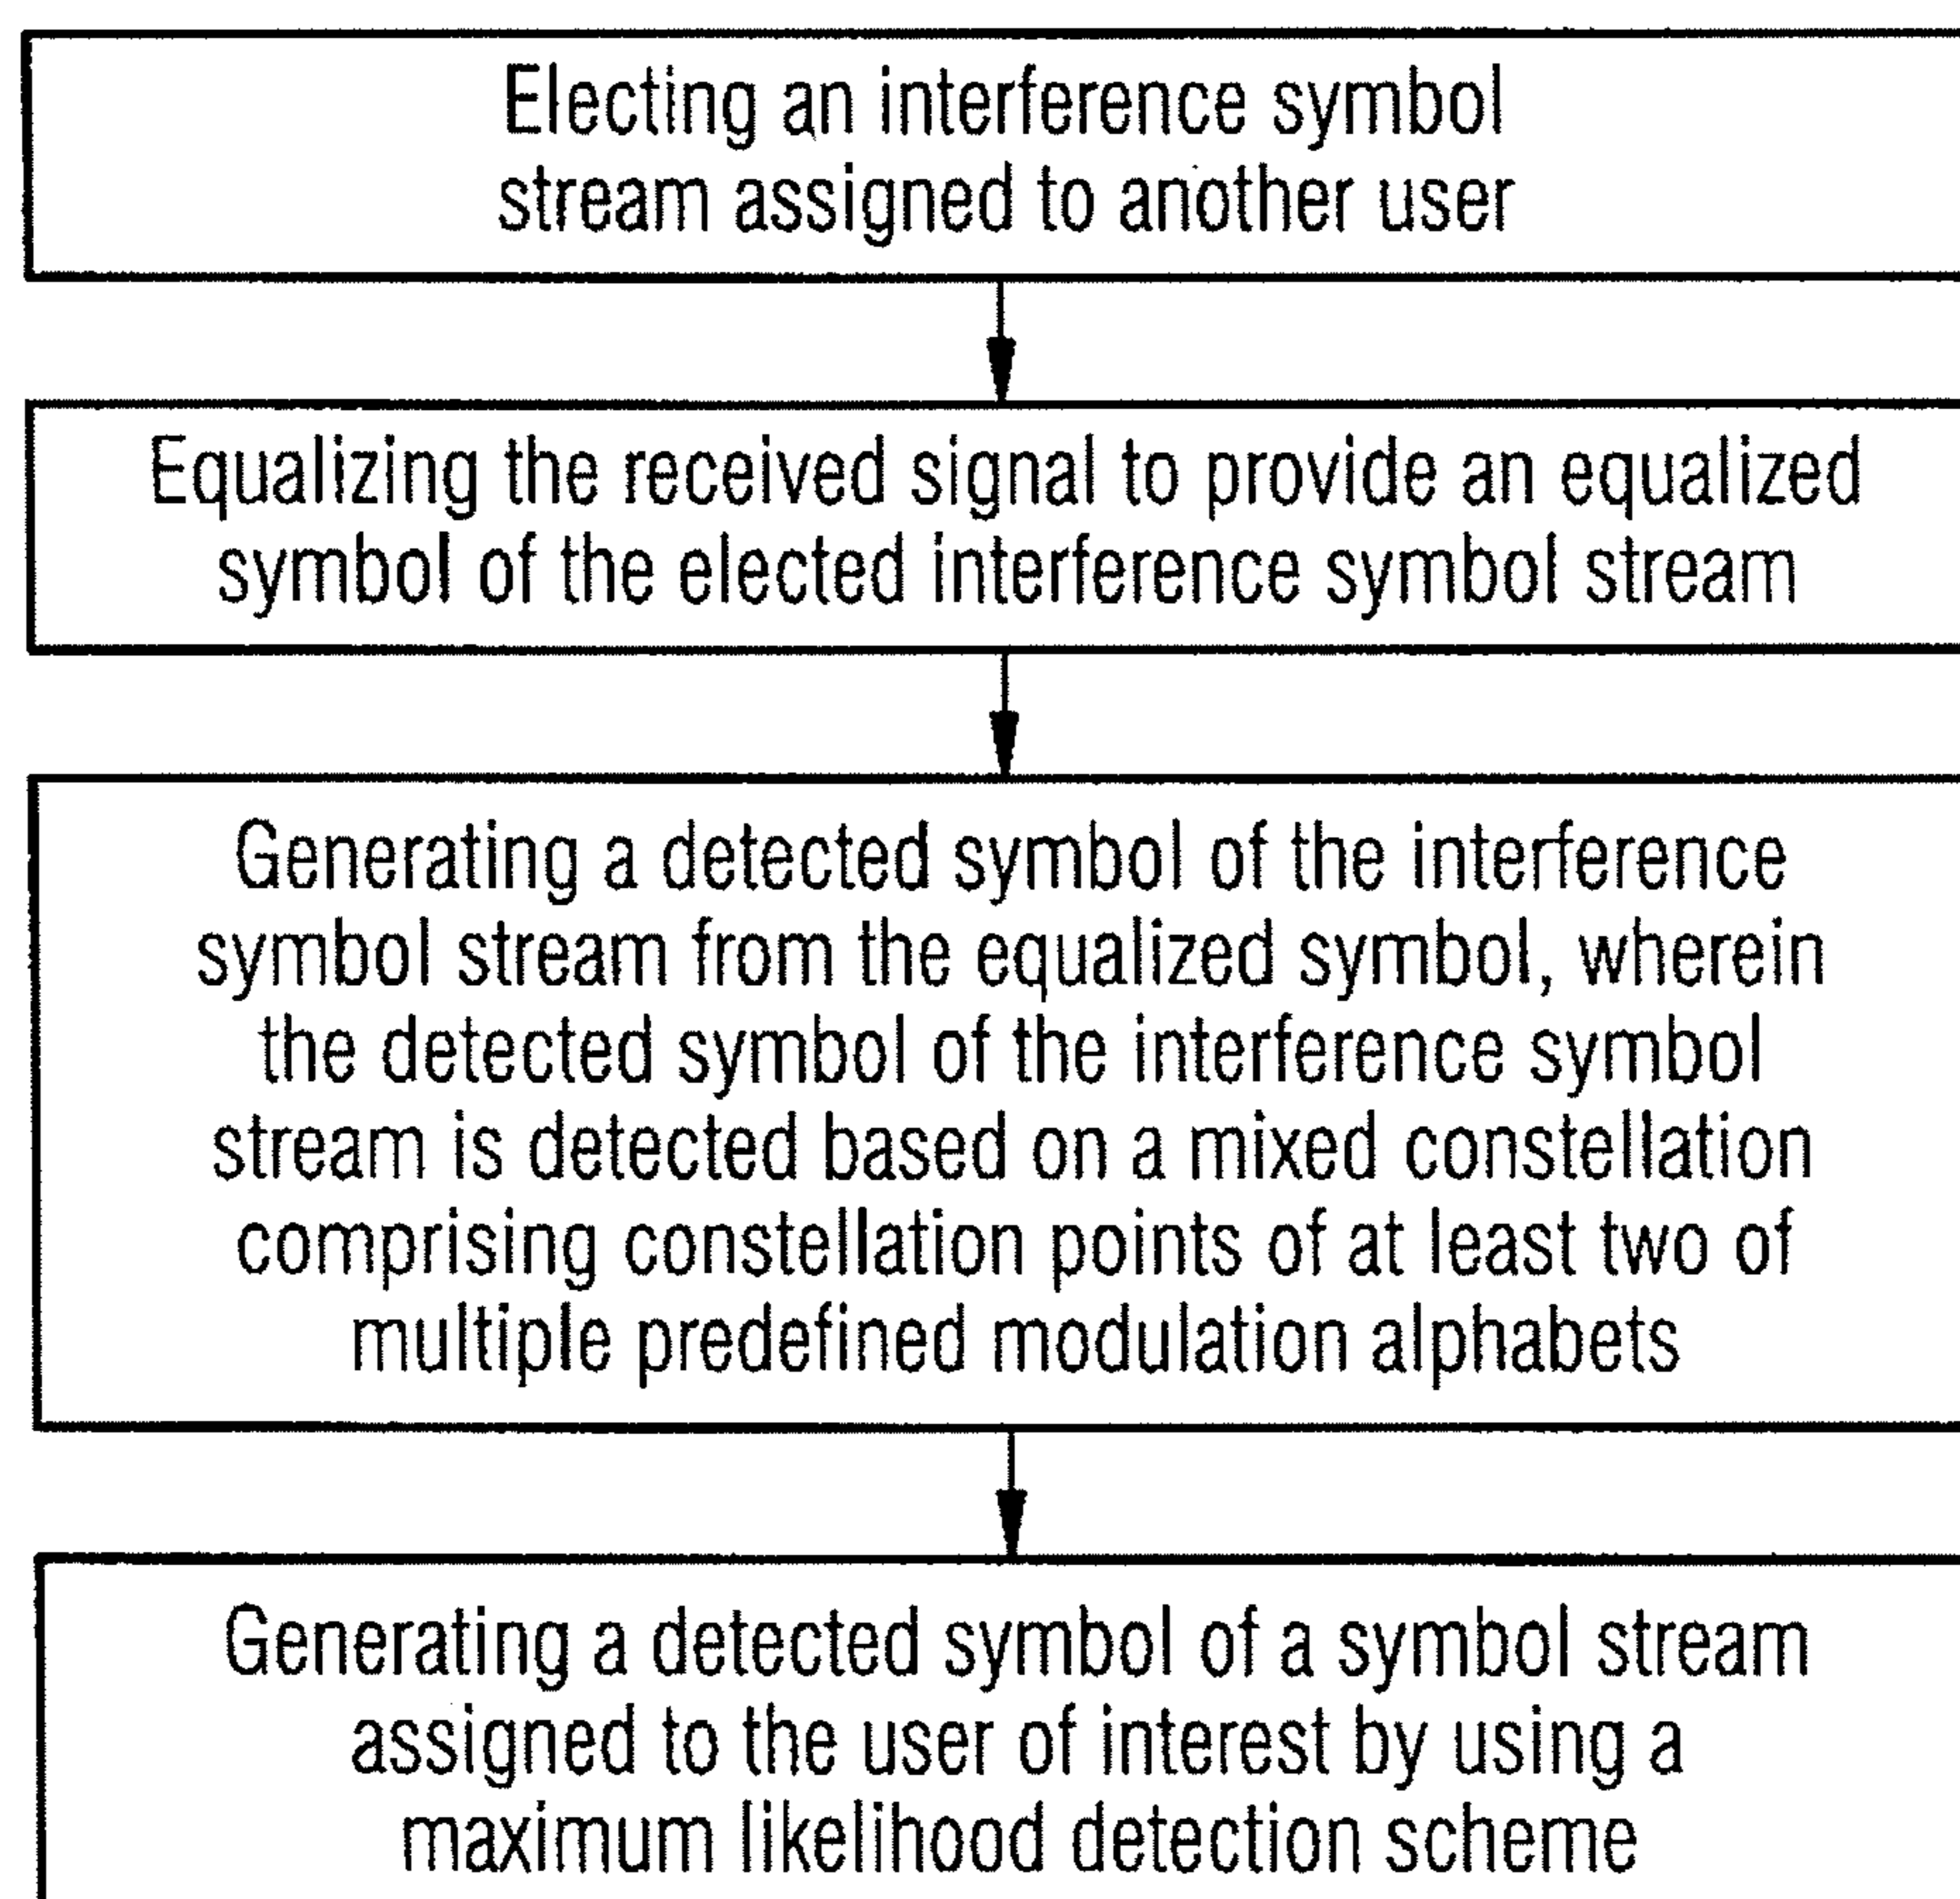 Electing an interference symbol
stream assigned to another user
Equalizing the received signal to provide an equalized
symbol of the elected interference symbol stream
Generating a detected symbol of the interference
symbol stream from the equalized symbol, wherein
the detected symbol of the interference symbol
stream is detected based on a mixed constellation
comprising constellation points of at least two of
multiple predefined modulation alphabets
Generating a detected symbol of a symbol stream
assigned to the user of interest by using a
maximum likelihood detection scheme